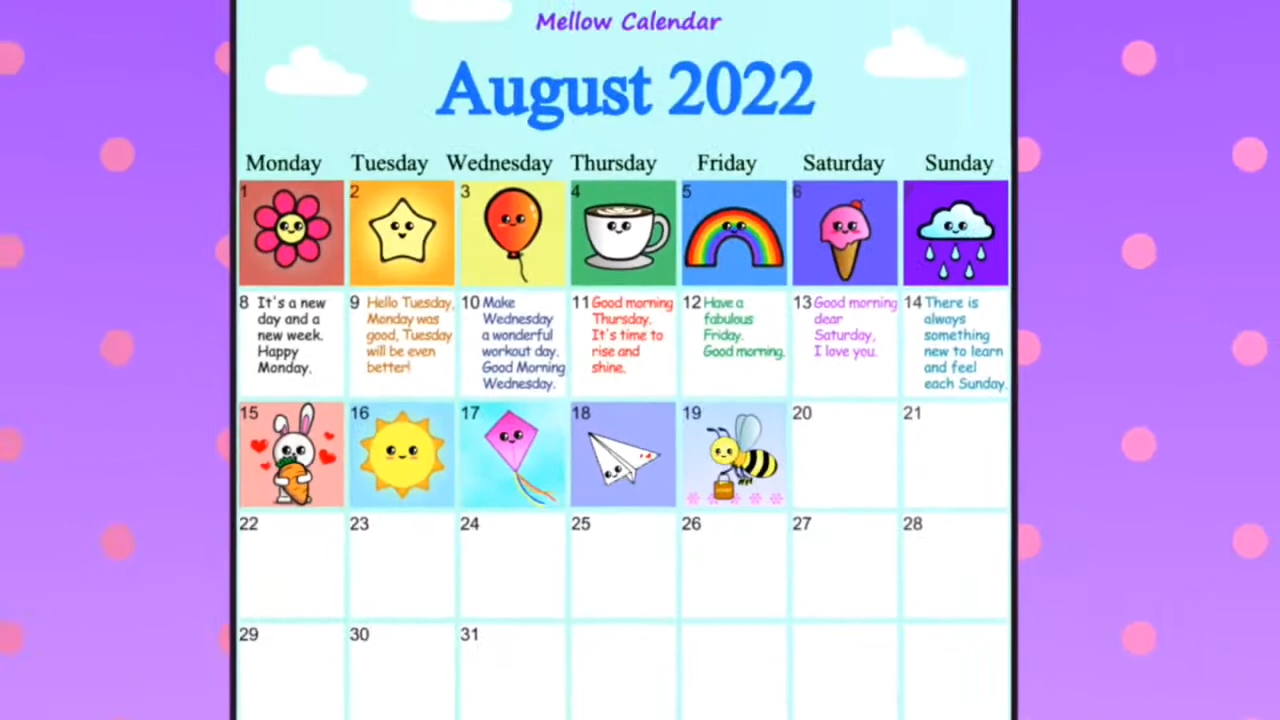 Mellow Calendar
August 2022
Monday Tuesday Wednesday Thursday Friday Saturday Sunday
1 2 3 4 5 6 7
8 It's a new
day and a
new week.
Happy
Monday.
9 Hello Tuesday,
Monday was
good, Tuesday
will be even
better!
10 Make
Wednesday
a wonderful
workout day.
Good Morning
Wednesday.
11 Good morning
Thursday.
It's time to
rise and
shine.
12 Have a
fabulous
Friday.
Good morning.
13 Good morning
dear
Saturday,
I love you.
14 There is
always
something
new to learn
and feel
each Sunday.
15 16 17 18 19 20 21
22 23 24 25 26 27 28
29 30 31